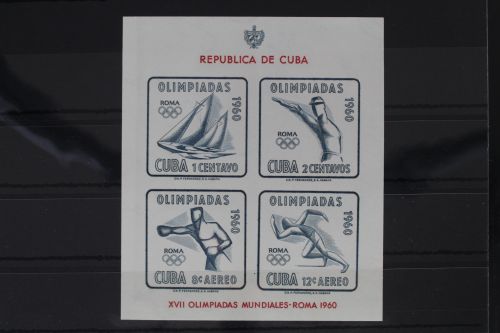 REPUBLICA DE CUBA
OLIMPIADAS
1960
ROMA
CUBA 1 CENTAVO
OLIMPIADAS
1960
ROMA
CUBA 2 CENTAVOS
OLIMPIADAS
1960
ROMA
CUBA 8¢ AEREO
OLIMPIADAS
1960
ROMA
CUBA 12¢ AEREO
XVII OLIMPIADAS MUNDIALES-ROMA 1960